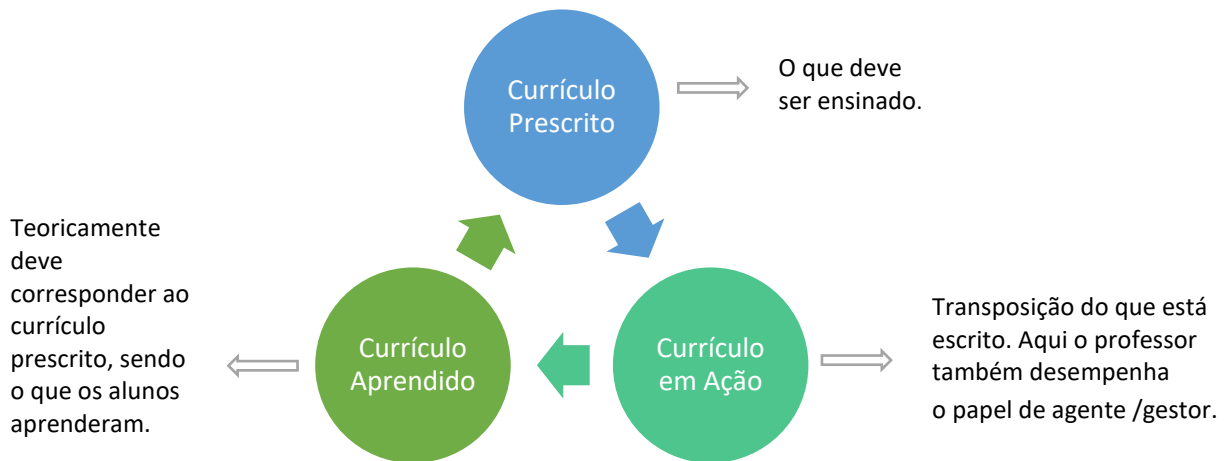 Currículo
Prescrito
O que deve
ser ensinado.
Teoricamente
deve
corresponder ao
currículo
prescrito, sendo
o que os alunos
aprenderam.
Currículo
Aprendido
Currículo
em Ação
Transposição do que está
escrito. Aqui o professor
também desempenha
o papel de agente /gestor.